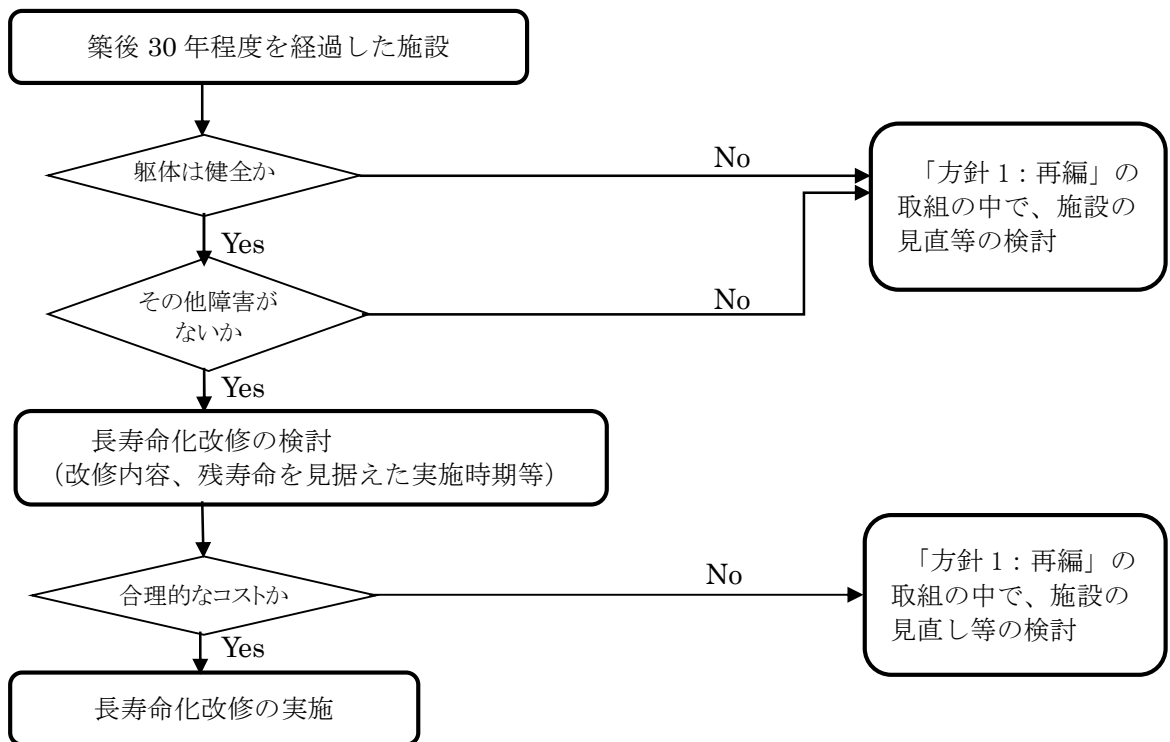 築後 30 年程度を経過した施設
躯体は健全か
No
「方針 1：再編」の
取組の中で、施設の
見直等の検討
Yes
その他障害が
ないか
No
Yes
長寿命化改修の検討
（改修内容、残寿命を見据えた実施時期等）
合理的なコストか
No
「方針 1：再編」の
取組の中で、施設の
見直し等の検討
Yes
長寿命化改修の実施